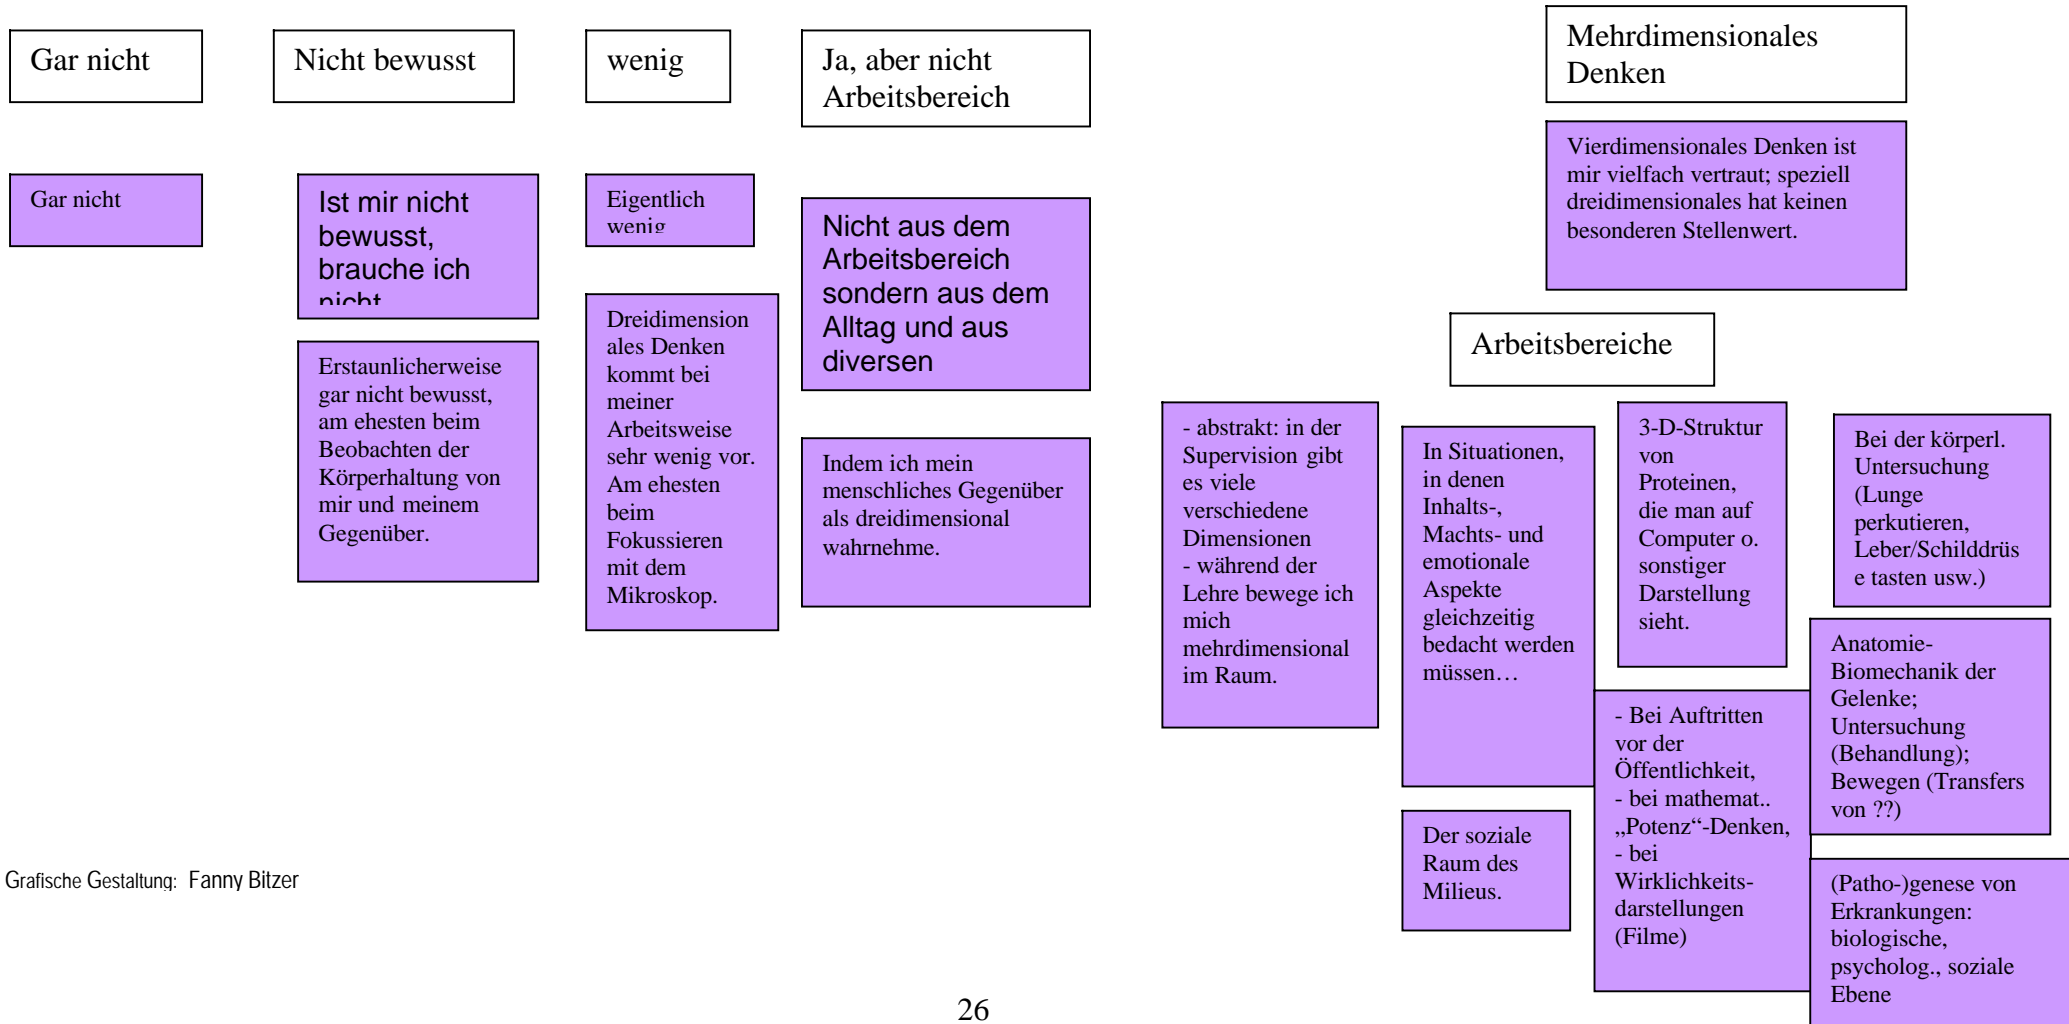 Gar nicht
Nicht bewusst
wenig
Ja, aber nicht
Arbeitsbereich
Mehrdimensionales
Denken
Gar nicht
Ist mir nicht
bewusst,
brauche ich
nicht
Erstaunlicherweise
gar nicht bewusst,
am ehesten beim
Beobachten der
Körperhaltung von
mir und meinem
Gegenüber.
Eigentlich
wenig
Dreidimension
ales Denken
kommt bei
meiner
Arbeitsweise
sehr wenig vor.
Am ehesten
beim
Fokussieren
mit dem
Mikroskop.
Nicht aus dem
Arbeitsbereich
sondern aus dem
Alltag und aus
diversen
Indem ich mein
menschliches Gegenüber
als dreidimensional
wahrnehme.
Vierdimensionales Denken ist
mir vielfach vertraut; speziell
dreidimensionales hat keinen
besonderen Stellenwert.
Arbeitsbereiche
- abstrakt: in der
Supervision gibt
es viele
verschiedene
Dimensionen
- während der
Lehre bewege ich
mich
mehrdimensional
im Raum.
In Situationen,
in denen
Inhalts-,
Machts- und
emotionale
Aspekte
gleichzeitig
bedacht werden
müssen…
Der soziale
Raum des
Milieus.
3-D-Struktur
von
Proteinen,
die man auf
Computer o.
sonstiger
Darstellung
sieht.
- Bei Auftritten
vor der
Öffentlichkeit,
- bei mathemat..
„Potenz“-Denken,
- bei
Wirklichkeits-
darstellungen
(Filme)
Bei der körperl.
Untersuchung
(Lunge
perkutieren,
Leber/Schilddrüs
e tasten usw.)
Anatomie-
Biomechanik der
Gelenke;
Untersuchung
(Behandlung);
Bewegen (Transfers
von ??)
(Patho-)genese von
Erkrankungen:
biologische,
psycholog., soziale
Ebene
Grafische Gestaltung: Fanny Bitzer
26